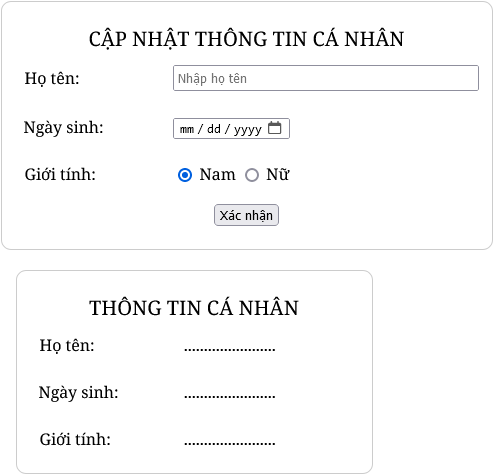 CẬP NHẬT THÔNG TIN CÁ NHÂN
Họ tên: Nhập họ tên
Ngày sinh: mm / dd / yyyy
Giới tính: Nam Nữ
Xác nhận
THÔNG TIN CÁ NHÂN
Họ tên: .......................
Ngày sinh: .......................
Giới tính: .......................